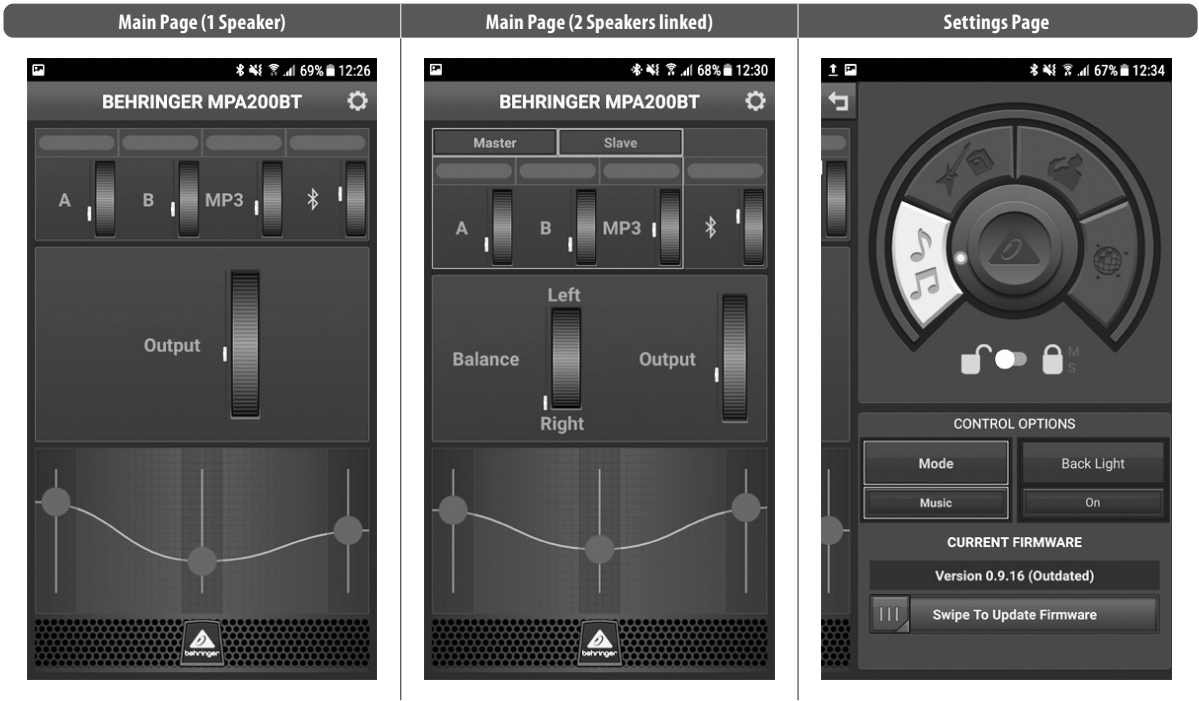 Main Page (1 Speaker)
Main Page (2 Speakers linked)
Settings Page
69% 12:26
BEHRINGER MPA200BT
A
B
MP3
Output
behringer
68% 12:30
BEHRINGER MPA200BT
Master
Slave
A
B
MP3
Left
Balance
Output
Right
behringer
67% 12:34
M
S
CONTROL OPTIONS
Mode
Back Light
Music
On
CURRENT FIRMWARE
Version 0.9.16 (Outdated)
Swipe To Update Firmware